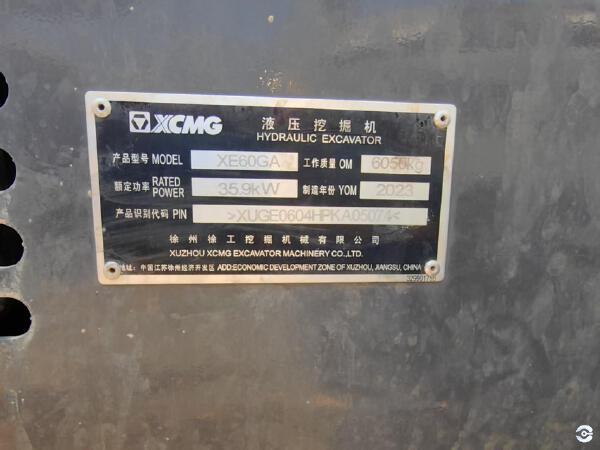 XCMG 液压挖掘机
HYDRAULIC EXCAVATOR
产品型号 MODEL XE60GA 工作质量 OM 6050kg
额定功率 RATED POWER 35.9kW 制造年份 YOM 2023
产品识别代码 PIN >XUGE0604HPKA05074<
徐州徐工挖掘机械有限公司
XUZHOU XCMG EXCAVATOR MACHINERY CO.,LTD.
地址: 中国江苏徐州经济开发区 ADD:ECONOMIC DEVELOPMENT ZONE OF XUZHOU, JIANGSU, CHINA